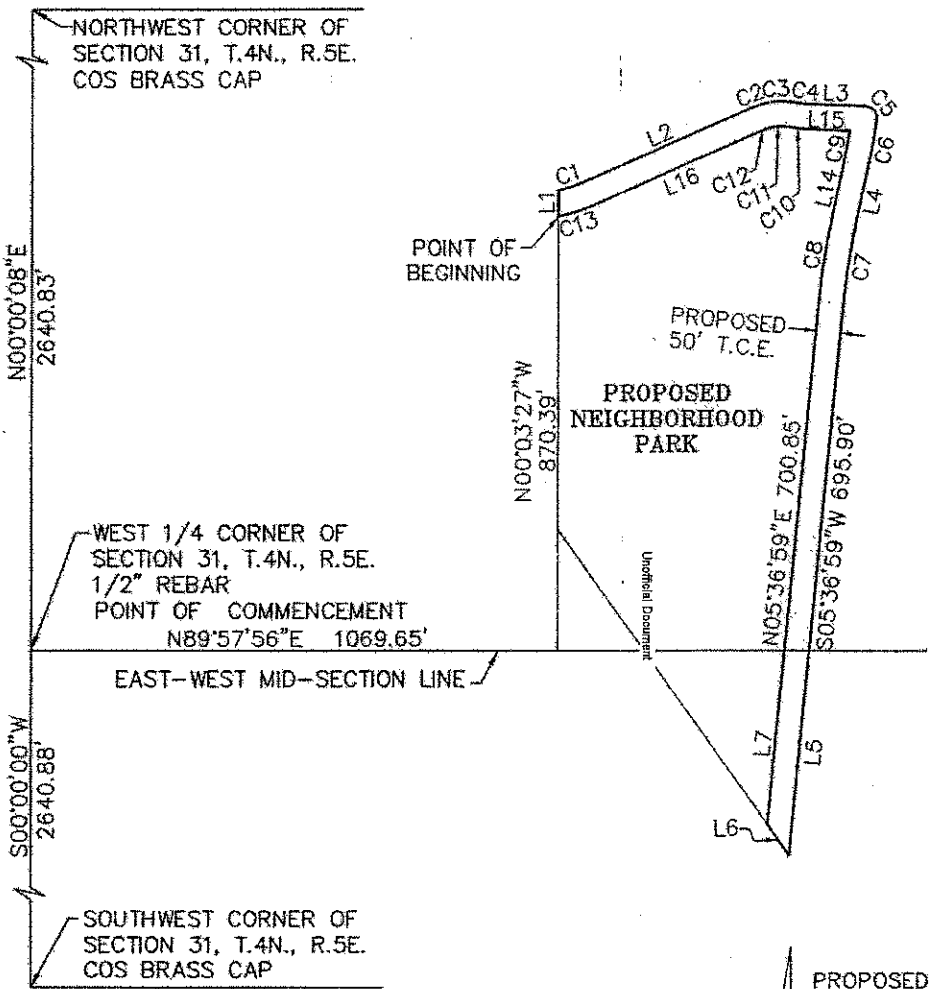 NORTHWEST CORNER OF
SECTION 31, T.4N., R.5E.
COS BRASS CAP
C1
L1
L2
C2
C3
C4
L3
C5
C6
L15
C9
C12
C11
C10
L16
C13
L14
L4
C8
C7
POINT OF
BEGINNING
N00°00'08"E
2640.83'
PROPOSED
50' T.C.E.
PROPOSED
NEIGHBORHOOD
PARK
N00°03'27"W
870.39'
N05°36'59"E 700.85'
S05°36'59"W 695.90'
WEST 1/4 CORNER OF
SECTION 31, T.4N., R.5E.
1/2" REBAR
POINT OF COMMENCEMENT
N89°57'56"E 1069.65'
Unofficial Document
EAST-WEST MID-SECTION LINE
S00°00'00"W
2640.88'
L7
L5
L6
SOUTHWEST CORNER OF
SECTION 31, T.4N., R.5E.
COS BRASS CAP
PROPOSED